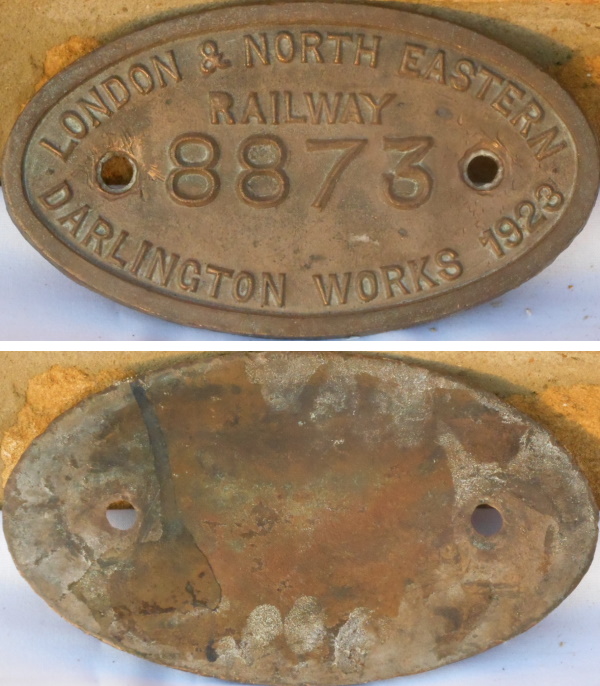 LONDON & NORTH EASTERN
RAILWAY
8873
DARLINGTON WORKS 1923